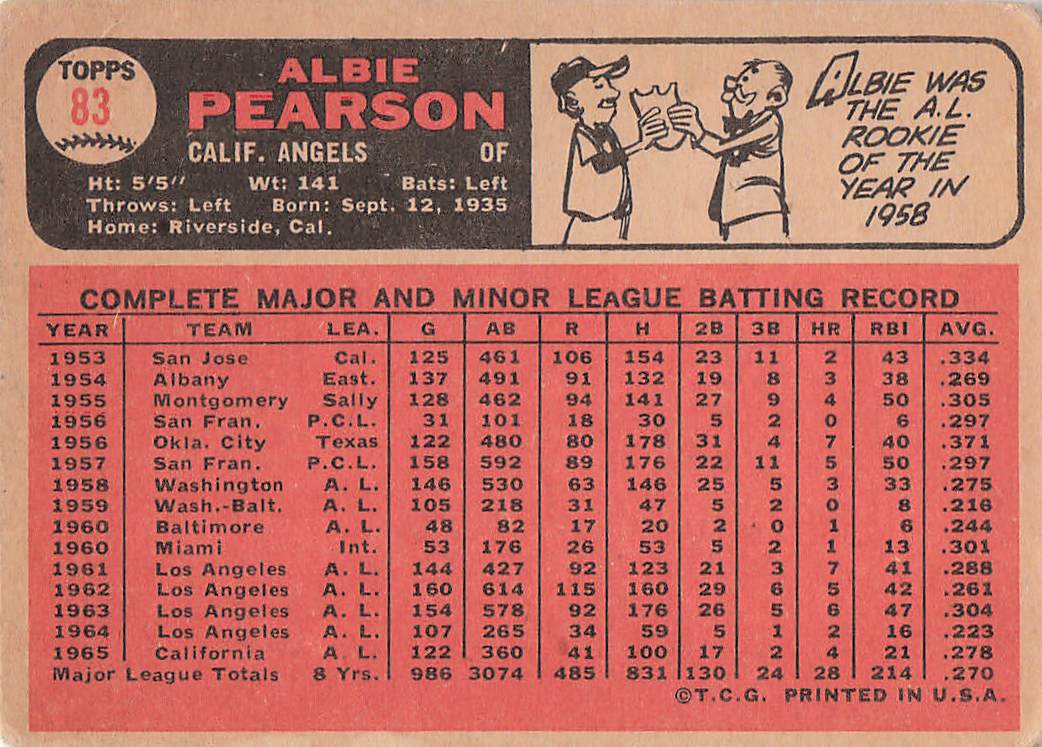 TOPPS
83
ALBIE
PEARSON
CALIF. ANGELS OF
Ht: 5'5" Wt: 141 Bats: Left
Throws: Left Born: Sept. 12, 1935
Home: Riverside, Cal.
ALBIE WAS
THE A.L.
ROOKIE
OF THE
YEAR IN
1958
COMPLETE MAJOR AND MINOR LEAGUE BATTING RECORD
YEAR TEAM LEA. G AB R H 2B 3B HR RBI AVG.
1953 San Jose Cal. 125 461 106 154 23 11 2 43 .334
1954 Albany East. 137 491 91 132 19 8 3 38 .269
1955 Montgomery Sally 128 462 94 141 27 9 4 50 .305
1956 San Fran. P.C.L. 31 101 18 30 5 2 0 6 .297
1956 Okla. City Texas 122 480 80 178 31 4 7 40 .371
1957 San Fran. P.C.L. 158 592 89 176 22 11 5 50 .297
1958 Washington A. L. 146 530 63 146 25 5 3 33 .275
1959 Wash.-Balt. A. L. 105 218 31 47 5 2 0 8 .216
1960 Baltimore A. L. 48 82 17 20 2 0 1 6 .244
1960 Miami Int. 53 176 26 53 5 2 1 13 .301
1961 Los Angeles A. L. 144 427 92 123 21 3 7 41 .288
1962 Los Angeles A. L. 160 614 115 160 29 6 5 42 .261
1963 Los Angeles A. L. 154 578 92 176 26 5 6 47 .304
1964 Los Angeles A. L. 107 265 34 59 5 1 2 16 .223
1965 California A. L. 122 360 41 100 17 2 4 21 .278
Major League Totals 8 Yrs. 986 3074 485 831 130 24 28 214 .270
©T.C.G. PRINTED IN U.S.A.